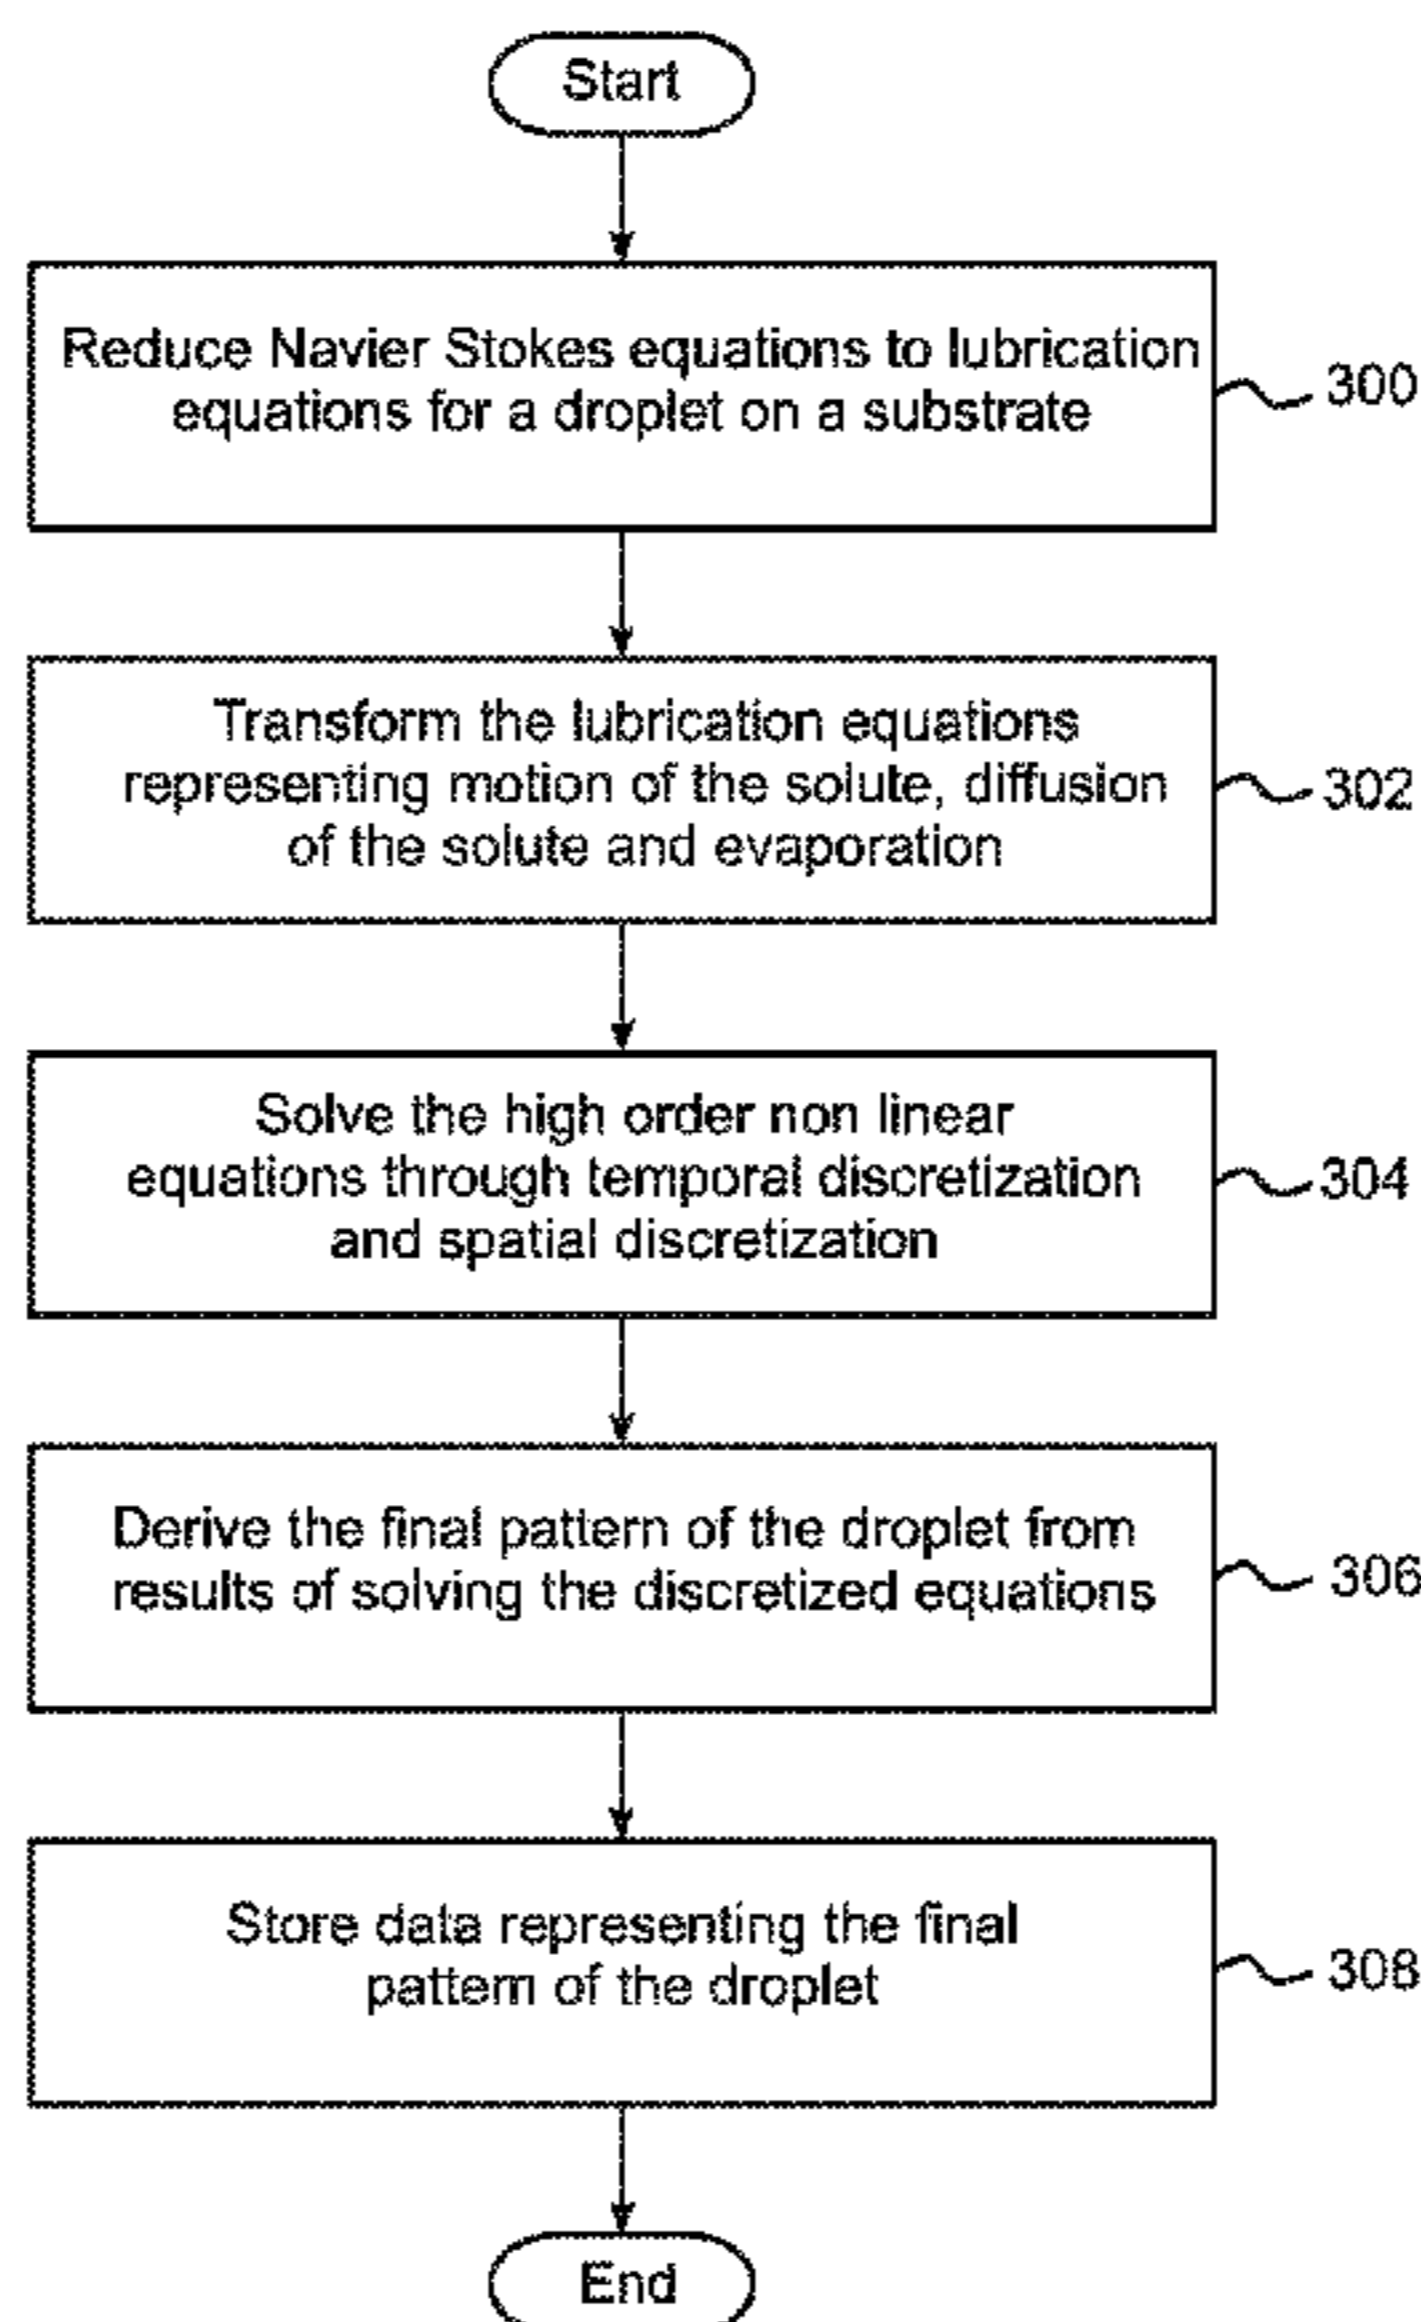 Start
Reduce Navier Stokes equations to lubrication
equations for a droplet on a substrate
300
Transform the lubrication equations
representing motion of the solute, diffusion
of the solute and evaporation
302
Solve the high order non linear
equations through temporal discretization
and spatial discretization
304
Derive the final pattern of the droplet from
results of solving the discretized equations
306
Store data representing the final
pattern of the droplet
308
End